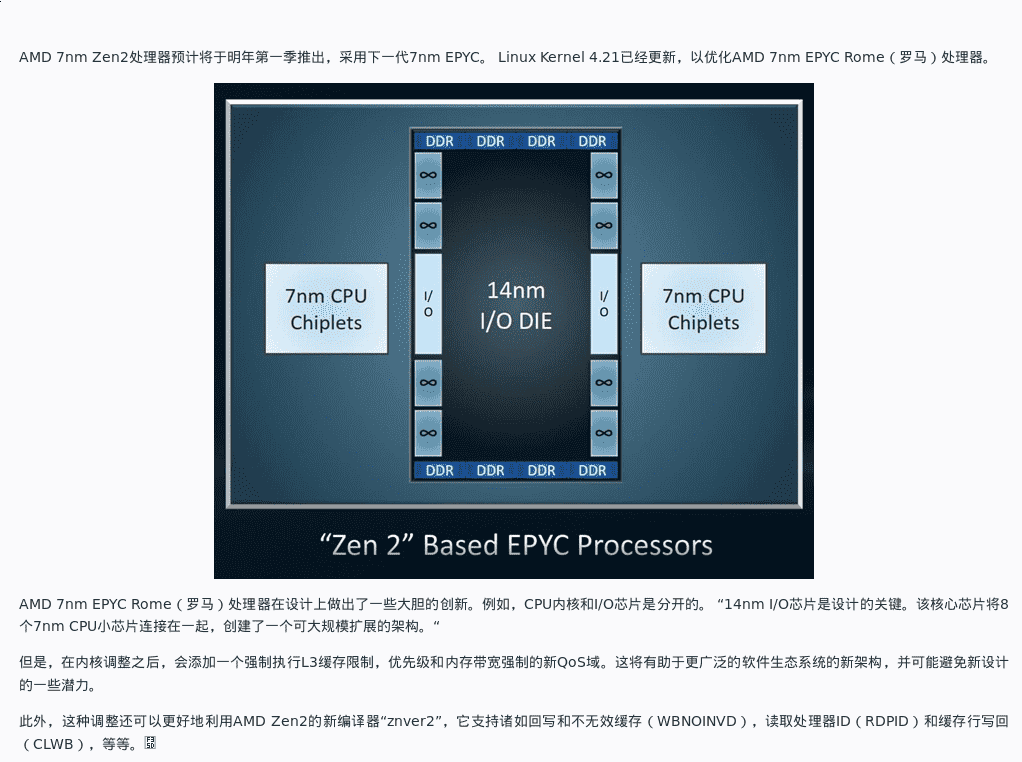 AMD 7nm Zen2处理器预计将于明年第一季推出，采用下一代7nm EPYC。 Linux Kernel 4.21已经更新，以优化AMD 7nm EPYC Rome（罗马）处理器。
DDR DDR DDR DDR
∞ ∞
∞ ∞
7nm CPU
Chiplets
I/
O
14nm
I/O DIE
I/
O
7nm CPU
Chiplets
∞ ∞
∞ ∞
DDR DDR DDR DDR
“Zen 2” Based EPYC Processors
AMD 7nm EPYC Rome（罗马）处理器在设计上做出了一些大胆的创新。例如，CPU内核和I/O芯片是分开的。 “14nm I/O芯片是设计的关键。该核心芯片将8
个7nm CPU小芯片连接在一起，创建了一个可大规模扩展的架构。“
但是，在内核调整之后，会添加一个强制执行L3缓存限制，优先级和内存带宽强制的新QoS域。这将有助于更广泛的软件生态系统的新架构，并可能避免新设计
的一些潜力。
此外，这种调整还可以更好地利用AMD Zen2的新编译器“znver2”，它支持诸如回写和不无效缓存（WBNOINVD），读取处理器ID（RDPID）和缓存行写回
（CLWB），等等。